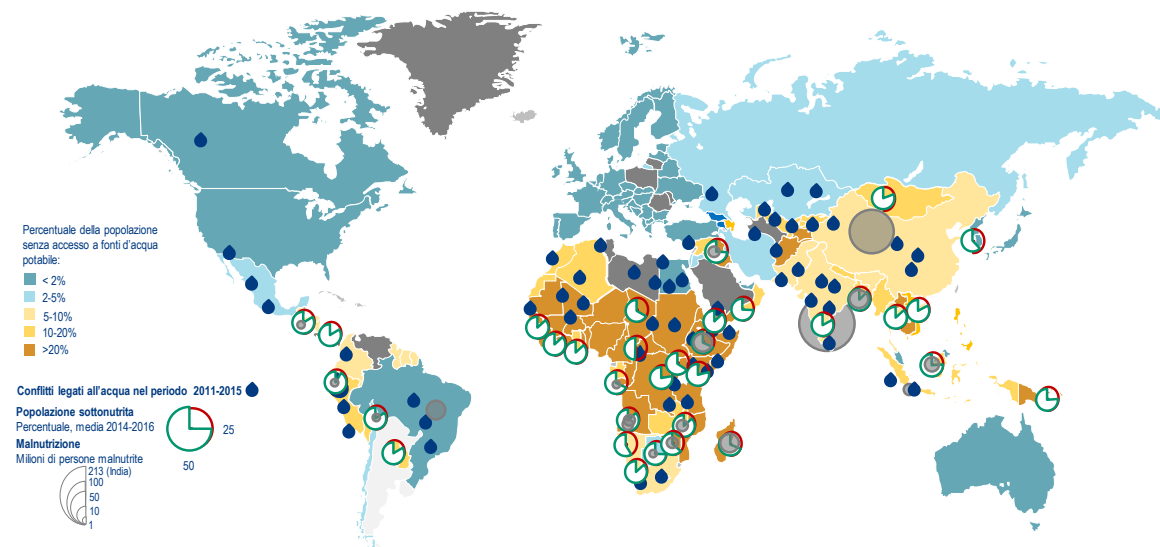 Percentuale della popolazione
senza accesso a fonti d'acqua
potabile:
< 2%
2-5%
5-10%
10-20%
>20%
Conflitti legati all'acqua nel periodo 2011-2015
Popolazione sottonutrita
Percentuale, media 2014-2016
25
50
Malnutrizione
Milioni di persone malnutrite
213 (India)
100
50
10
1